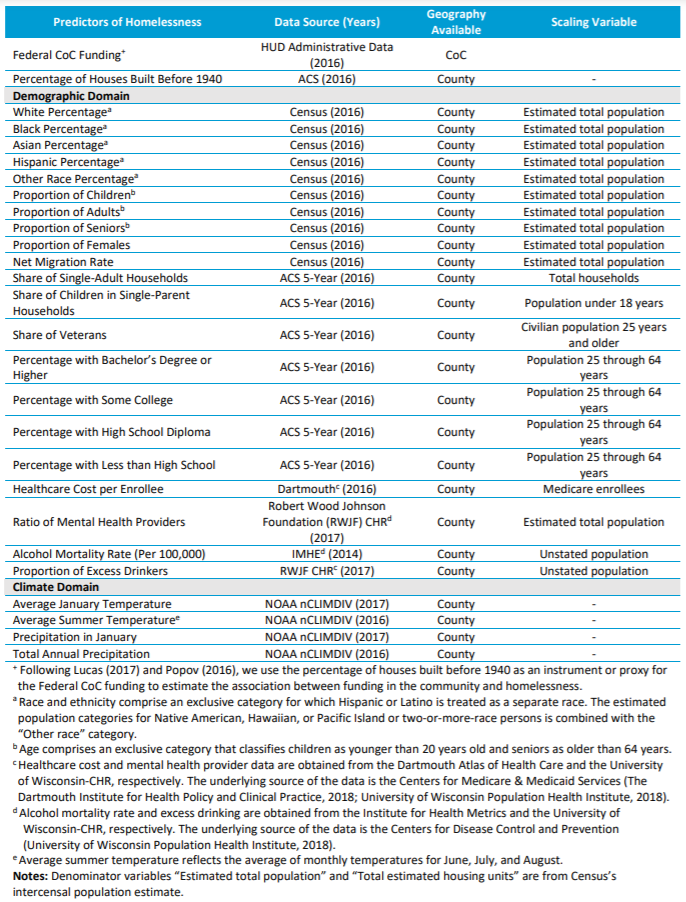 Predictors of Homelessness Data Source (Years) Geography Available Scaling Variable
Federal CoC Funding+ HUD Administrative Data (2016) CoC
Percentage of Houses Built Before 1940 ACS (2016) County -
Demographic Domain
White Percentagea Census (2016) County Estimated total population
Black Percentagea Census (2016) County Estimated total population
Asian Percentagea Census (2016) County Estimated total population
Hispanic Percentagea Census (2016) County Estimated total population
Other Race Percentagea Census (2016) County Estimated total population
Proportion of Childrenb Census (2016) County Estimated total population
Proportion of Adultsb Census (2016) County Estimated total population
Proportion of Seniorsb Census (2016) County Estimated total population
Proportion of Females Census (2016) County Estimated total population
Net Migration Rate Census (2016) County Estimated total population
Share of Single-Adult Households ACS 5-Year (2016) County Total households
Share of Children in Single-Parent Households ACS 5-Year (2016) County Population under 18 years
Share of Veterans ACS 5-Year (2016) County Civilian population 25 years and older
Percentage with Bachelor's Degree or Higher ACS 5-Year (2016) County Population 25 through 64 years
Percentage with Some College ACS 5-Year (2016) County Population 25 through 64 years
Percentage with High School Diploma ACS 5-Year (2016) County Population 25 through 64 years
Percentage with Less than High School ACS 5-Year (2016) County Population 25 through 64 years
Healthcare Cost per Enrollee Dartmouthc (2016) County Medicare enrollees
Ratio of Mental Health Providers Robert Wood Johnson Foundation (RWJF) CHRd (2017) County Estimated total population
Alcohol Mortality Rate (Per 100,000) IMHEd (2014) County Unstated population
Proportion of Excess Drinkers RWJF CHRc (2017) County Unstated population
Climate Domain
Average January Temperature NOAA nCLIMDIV (2017) County -
Average Summer Temperaturee NOAA nCLIMDIV (2016) County -
Precipitation in January NOAA nCLIMDIV (2017) County -
Total Annual Precipitation NOAA nCLIMDIV (2016) County -
+ Following Lucas (2017) and Popov (2016), we use the percentage of houses built before 1940 as an instrument or proxy for
the Federal CoC funding to estimate the association between funding in the community and homelessness.
a Race and ethnicity comprise an exclusive category for which Hispanic or Latino is treated as a separate race. The estimated
population categories for Native American, Hawaiian, or Pacific Island or two-or-more-race persons is combined with the
"Other race" category.
b Age comprises an exclusive category that classifies children as younger than 20 years old and seniors as older than 64 years.
c Healthcare cost and mental health provider data are obtained from the Dartmouth Atlas of Health Care and the University
of Wisconsin-CHR, respectively. The underlying source of the data is the Centers for Medicare & Medicaid Services (The
Dartmouth Institute for Health Policy and Clinical Practice, 2018; University of Wisconsin Population Health Institute, 2018).
d Alcohol mortality rate and excess drinking are obtained from the Institute for Health Metrics and the University of
Wisconsin-CHR, respectively. The underlying source of the data is the Centers for Disease Control and Prevention
(University of Wisconsin Population Health Institute, 2018).
e Average summer temperature reflects the average of monthly temperatures for June, July, and August.
Notes: Denominator variables "Estimated total population" and "Total estimated housing units" are from Census's
intercensal population estimate.